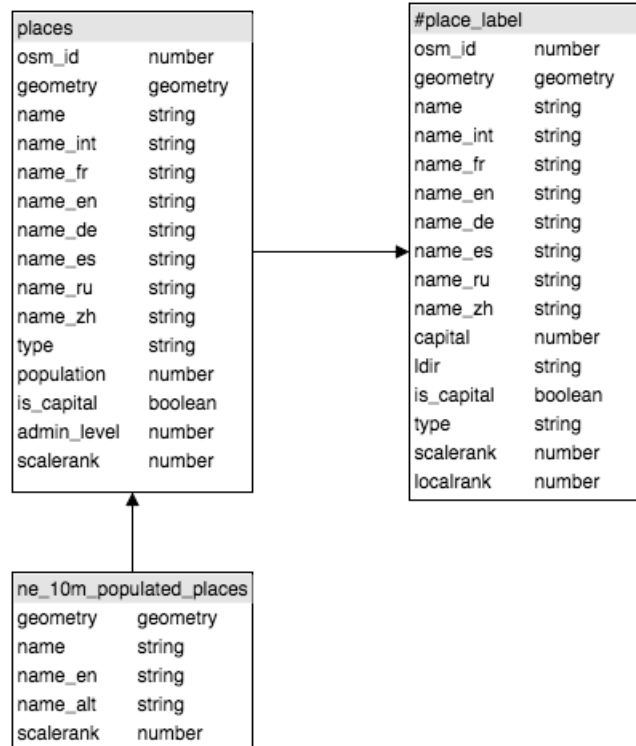 places
osm_id number
geometry geometry
name string
name_int string
name_fr string
name_en string
name_de string
name_es string
name_ru string
name_zh string
type string
population number
is_capital boolean
admin_level number
scalerank number
#place_label
osm_id number
geometry geometry
name string
name_int string
name_fr string
name_en string
name_de string
name_es string
name_ru string
name_zh string
capital number
ldir string
is_capital boolean
type string
scalerank number
localrank number
ne_10m_populated_places
geometry geometry
name string
name_en string
name_alt string
scalerank number